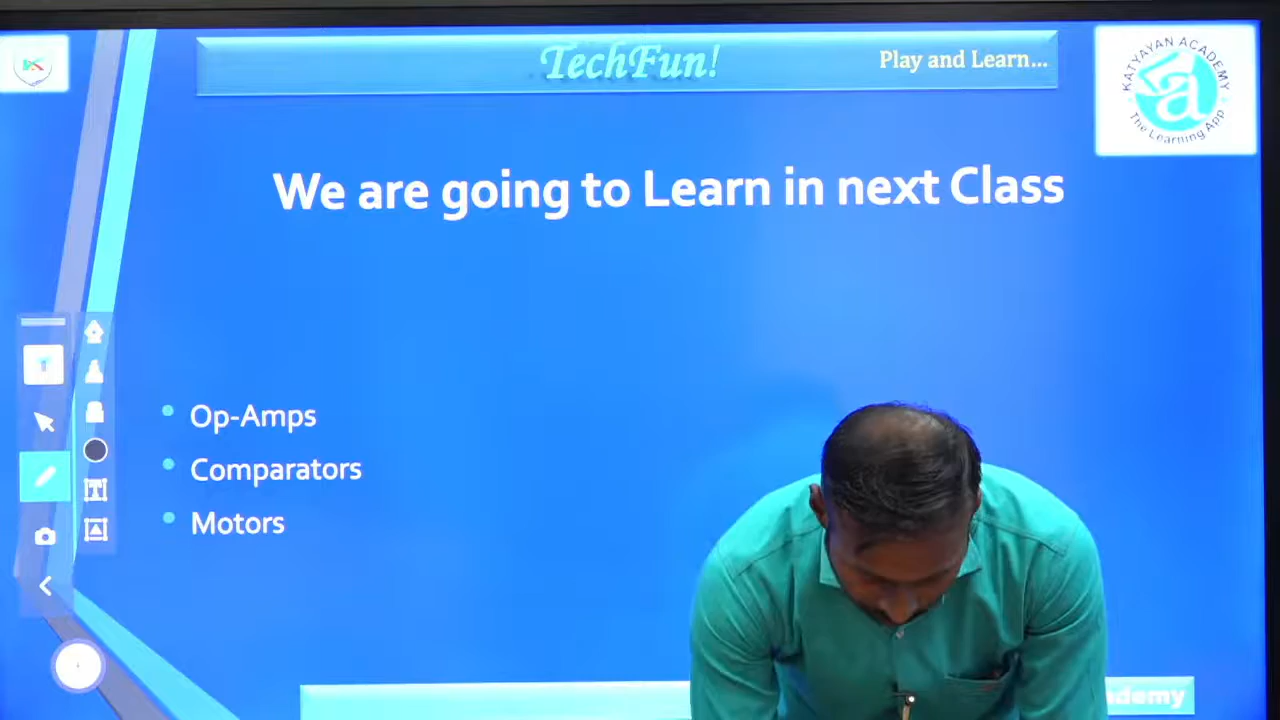 TechFun!
Play and Learn...
KATYAYAN ACADEMY
The Learning App
a
We are going to Learn in next Class
Op-Amps
Comparators
Motors
T
A